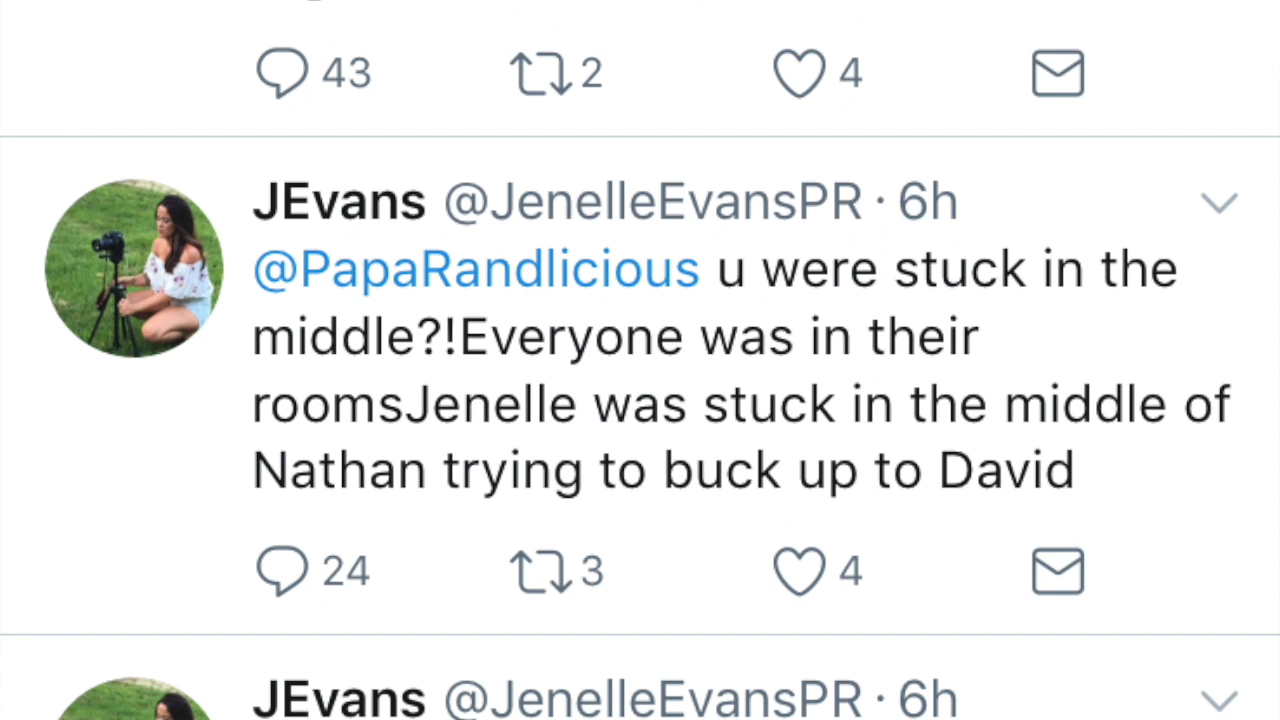 43 2 4
JEvans @JenelleEvansPR · 6h
@PapaRandlicious u were stuck in the
middle?!Everyone was in their
roomsJenelle was stuck in the middle of
Nathan trying to buck up to David
24 3 4
JEvans @JenelleEvansPR · 6h